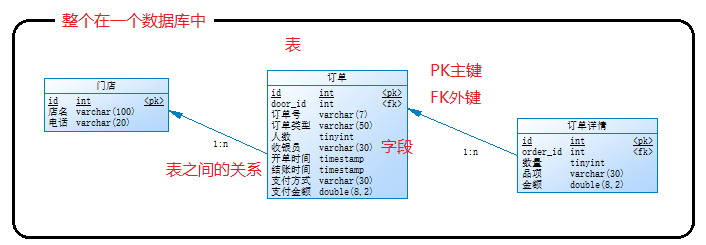 整个在一个数据库中
表
门店
id int <pk>
店名 varchar(100)
电话 varchar(20)
订单
id int <pk>
door_id int <fk>
订单号 varchar(7)
订单类型 varchar(50)
人数 tinyint
收银员 varchar(30)
开单时间 timestamp
结账时间 timestamp
支付方式 varchar(30)
支付金额 double(8,2)
PK主键
FK外键
字段
订单详情
id int <pk>
order_id int <fk>
数量 tinyint
品项 varchar(30)
金额 double(8,2)
1:n
1:n
表之间的关系